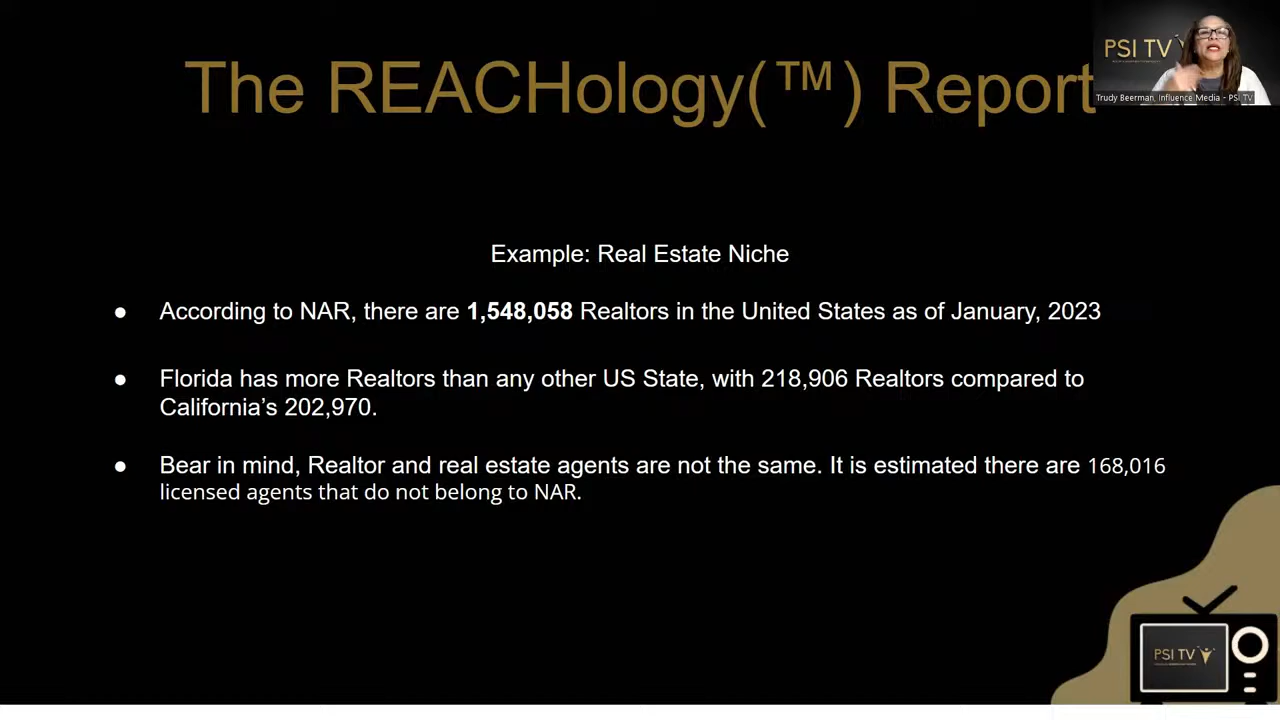 The REACHology(™) Report
PSI TV
Trudy Beerman, Influence Media - PSI TV
Example: Real Estate Niche
● According to NAR, there are 1,548,058 Realtors in the United States as of January, 2023
● Florida has more Realtors than any other US State, with 218,906 Realtors compared to
California’s 202,970.
● Bear in mind, Realtor and real estate agents are not the same. It is estimated there are 168,016
licensed agents that do not belong to NAR.
PSI TV